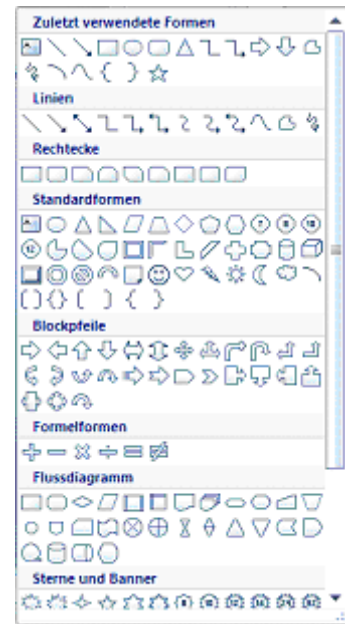 Zuletzt verwendete Formen
Linien
Rechtecke
Standardformen
Blockpfeile
Formelformen
Flussdiagramm
Sterne und Banner